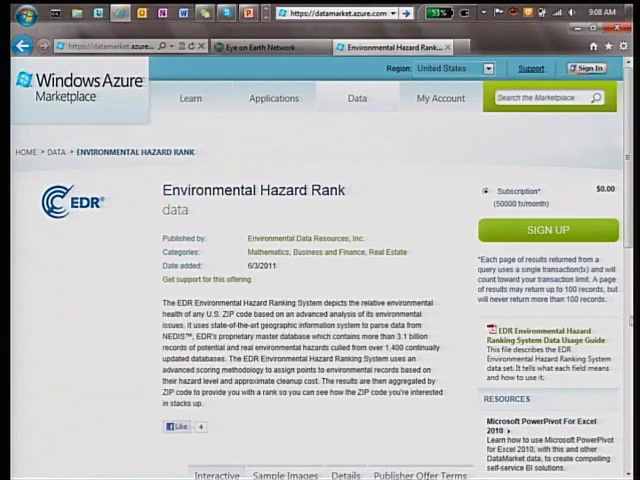 https://datamarket.azure.com
53%
9:08 AM
https://datamarket.azure...
Eye on Earth Network
Environmental Hazard Rank...
Windows Azure
Marketplace
Region: United States
Support
Sign In
Learn
Applications
Data
My Account
Search the Marketplace
HOME > DATA > ENVIRONMENTAL HAZARD RANK
EDR®
Environmental Hazard Rank
data
Published by: Environmental Data Resources, Inc.
Categories: Mathematics, Business and Finance, Real Estate
Date added: 6/3/2011
Get support for this offering
The EDR Environmental Hazard Ranking System depicts the relative environmental
health of any U.S. ZIP code based on an advanced analysis of its environmental
issues. It uses state-of-the-art geographic information system to parse data from
NEDIS™, EDR's proprietary master database which contains more than 3.1 billion
records of potential and real environmental hazards culled from over 1,400 continually
updated databases. The EDR Environmental Hazard Ranking System uses an
advanced scoring methodology to assign points to environmental records based on
their hazard level and approximate cleanup cost. The results are then aggregated by
ZIP code to provide you with a rank so you can see how the ZIP code you're interested
in stacks up.
Like 4
Interactive
Sample Images
Details
Publisher Offer Terms
Subscription* $0.00
(50000 tx/month)
SIGN UP
*Each page of results returned from a
query uses a single transaction(tx) and will
count toward your transaction limit. A page
of results may return up to 100 records, but
will never return more than 100 records.
EDR Environmental Hazard
Ranking System Data Usage Guide
This file describes the EDR
Environmental Hazard Ranking System
data set. It tells what each field means
and how to use it.
RESOURCES
Microsoft PowerPivot For Excel
2010
Learn how to use Microsoft PowerPivot
for Excel 2010, with this and other
DataMarket data, to create compelling
self-service BI solutions.